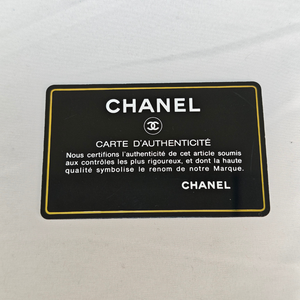 CHANEL
CARTE D'AUTHENTICITÉ
Nous certifions l'authenticité de cet article soumis
aux contrôles les plus rigoureux, et dont la haute
qualité symbolise le renom de notre Marque.
CHANEL